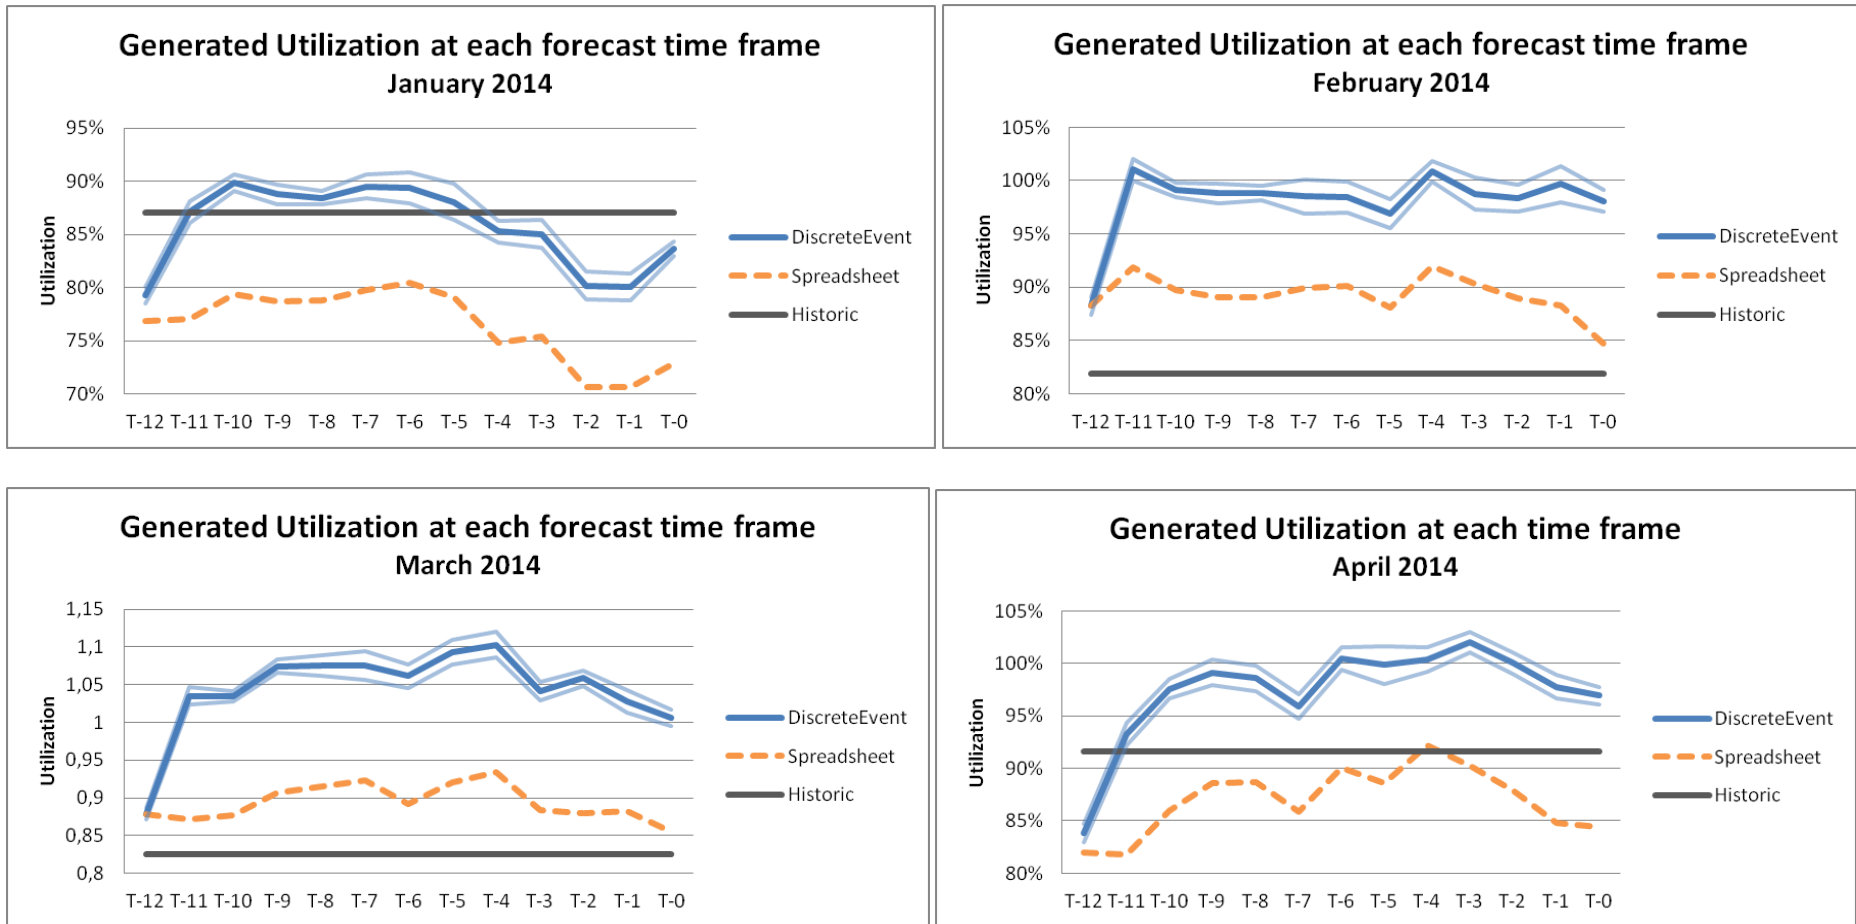 Generated Utilization at each forecast time frame
January 2014
Utilization
95%
90%
85%
80%
75%
70%
T-12 T-11 T-10 T-9 T-8 T-7 T-6 T-5 T-4 T-3 T-2 T-1 T-0
DiscreteEvent
Spreadsheet
Historic
Generated Utilization at each forecast time frame
February 2014
Utilization
105%
100%
95%
90%
85%
80%
T-12 T-11 T-10 T-9 T-8 T-7 T-6 T-5 T-4 T-3 T-2 T-1 T-0
DiscreteEvent
Spreadsheet
Historic
Generated Utilization at each forecast time frame
March 2014
Utilization
1,15
1,1
1,05
1
0,95
0,9
0,85
0,8
T-12 T-11 T-10 T-9 T-8 T-7 T-6 T-5 T-4 T-3 T-2 T-1 T-0
DiscreteEvent
Spreadsheet
Historic
Generated Utilization at each time frame
April 2014
Utilization
105%
100%
95%
90%
85%
80%
T-12 T-11 T-10 T-9 T-8 T-7 T-6 T-5 T-4 T-3 T-2 T-1 T-0
DiscreteEvent
Spreadsheet
Historic